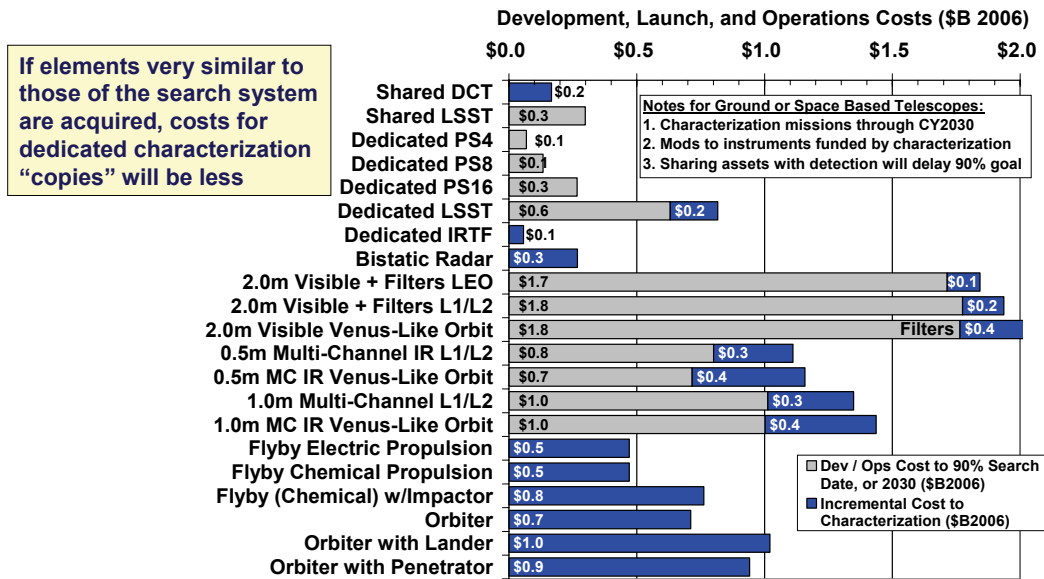 Development, Launch, and Operations Costs ($B 2006)
$0.0 $0.5 $1.0 $1.5 $2.0
If elements very similar to
those of the search system
are acquired, costs for
dedicated characterization
“copies” will be less
Notes for Ground or Space Based Telescopes:
1. Characterization missions through CY2030
2. Mods to instruments funded by characterization
3. Sharing assets with detection will delay 90% goal
Shared DCT $0.2
Shared LSST $0.3
Dedicated PS4 $0.1
Dedicated PS8 $0.1
Dedicated PS16 $0.3
Dedicated LSST $0.6 $0.2
Dedicated IRTF $0.1
Bistatic Radar $0.3
2.0m Visible + Filters LEO $1.7 $0.1
2.0m Visible + Filters L1/L2 $1.8 $0.2
2.0m Visible Venus-Like Orbit $1.8 Filters $0.4
0.5m Multi-Channel IR L1/L2 $0.8 $0.3
0.5m MC IR Venus-Like Orbit $0.7 $0.4
1.0m Multi-Channel L1/L2 $1.0 $0.3
1.0m MC IR Venus-Like Orbit $1.0 $0.4
Flyby Electric Propulsion $0.5
Flyby Chemical Propulsion $0.5
Flyby (Chemical) w/Impactor $0.8
Orbiter $0.7
Orbiter with Lander $1.0
Orbiter with Penetrator $0.9
Dev / Ops Cost to 90% Search
Date, or 2030 ($B2006)
Incremental Cost to
Characterization ($B2006)